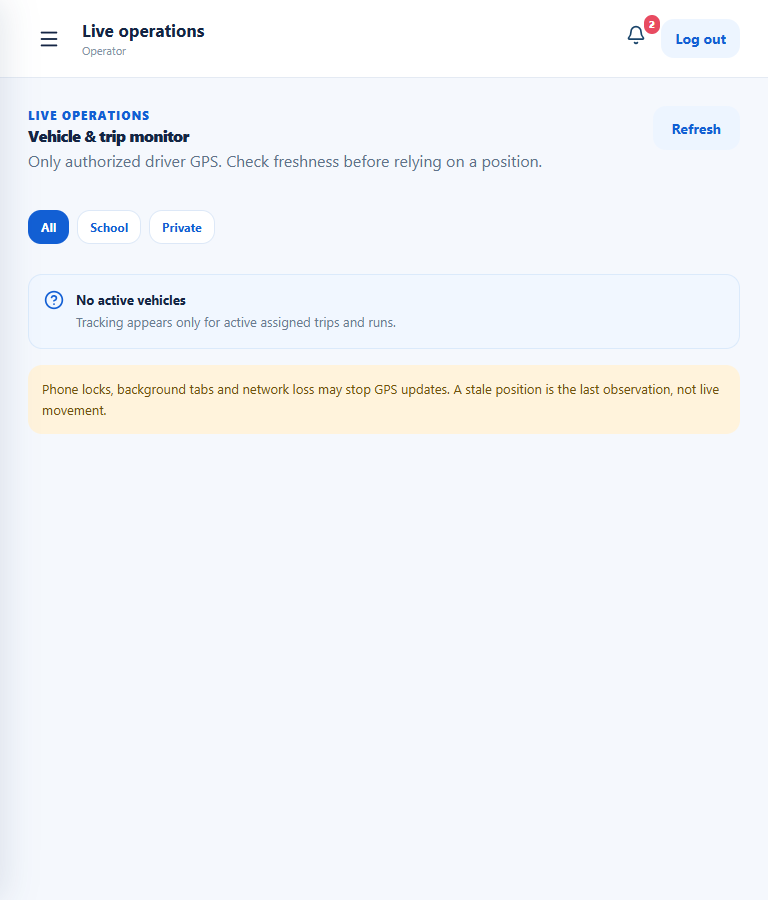 Live operations
Operator
2
Log out
LIVE OPERATIONS
Vehicle & trip monitor
Only authorized driver GPS. Check freshness before relying on a position.
Refresh
All
School
Private
No active vehicles
Tracking appears only for active assigned trips and runs.
Phone locks, background tabs and network loss may stop GPS updates. A stale position is the last observation, not live
movement.